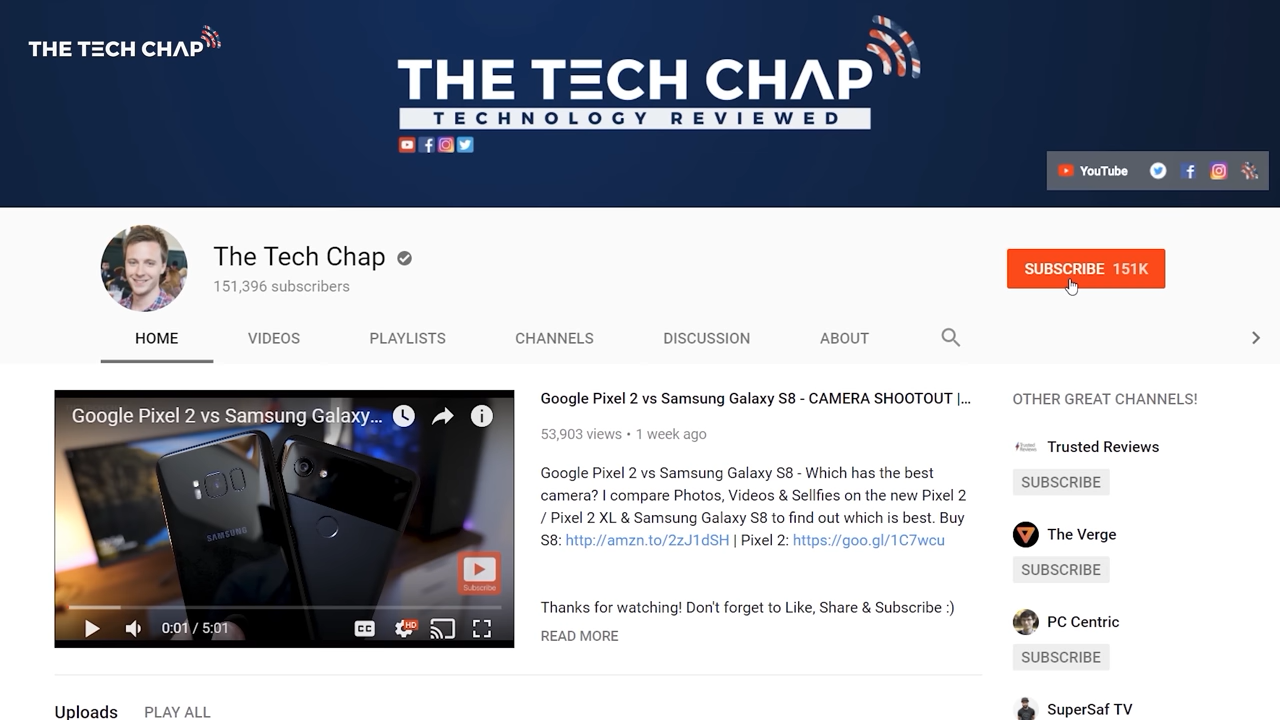 THE TECH CHAP
THE TECH CHAP
TECHNOLOGY REVIEWED
YouTube
The Tech Chap
151,396 subscribers
SUBSCRIBE 151K
HOME VIDEOS PLAYLISTS CHANNELS DISCUSSION ABOUT
Google Pixel 2 vs Samsung Galaxy...
SAMSUNG
Subscribe
0:01 / 5:01
CC
HD
Google Pixel 2 vs Samsung Galaxy S8 - CAMERA SHOOTOUT |...
53,903 views • 1 week ago
Google Pixel 2 vs Samsung Galaxy S8 - Which has the best
camera? I compare Photos, Videos & Sellfies on the new Pixel 2
/ Pixel 2 XL & Samsung Galaxy S8 to find out which is best. Buy
S8: http://amzn.to/2zJ1dSH | Pixel 2: https://goo.gl/1C7wcu
Thanks for watching! Don't forget to Like, Share & Subscribe :)
READ MORE
OTHER GREAT CHANNELS!
Trusted Reviews
SUBSCRIBE
The Verge
SUBSCRIBE
PC Centric
SUBSCRIBE
SuperSaf TV
Uploads PLAY ALL